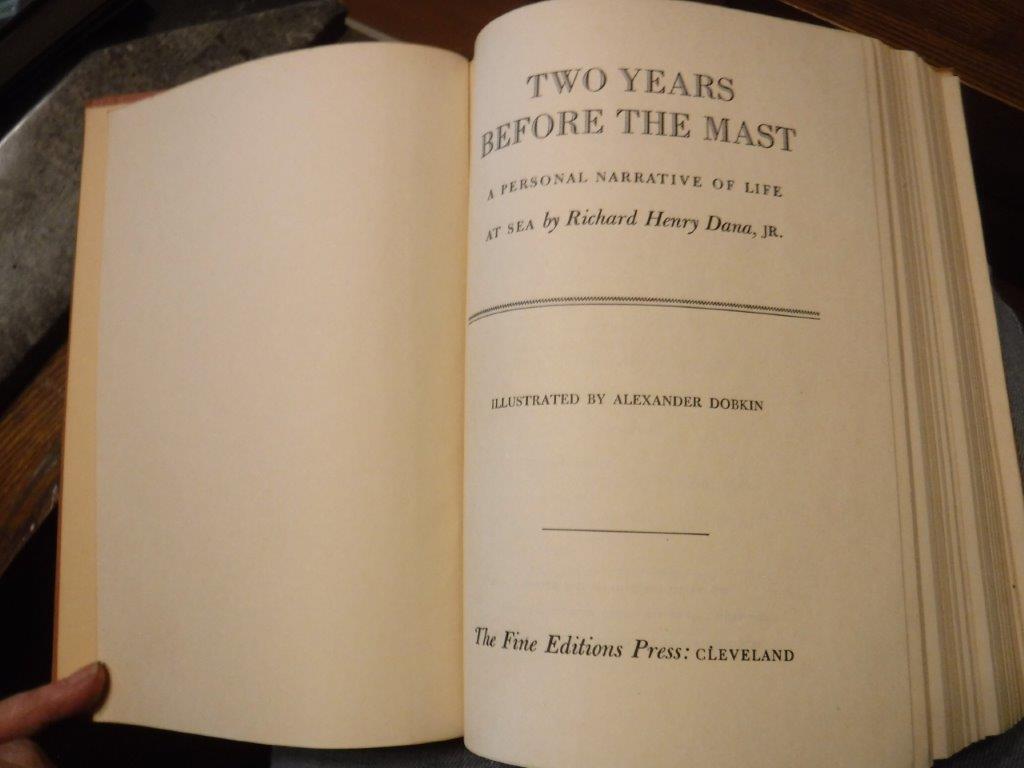 TWO YEARS
BEFORE THE MAST
A PERSONAL NARRATIVE OF LIFE
AT SEA by Richard Henry Dana, JR.
ILLUSTRATED BY ALEXANDER DOBKIN
The Fine Editions Press: CLEVELAND